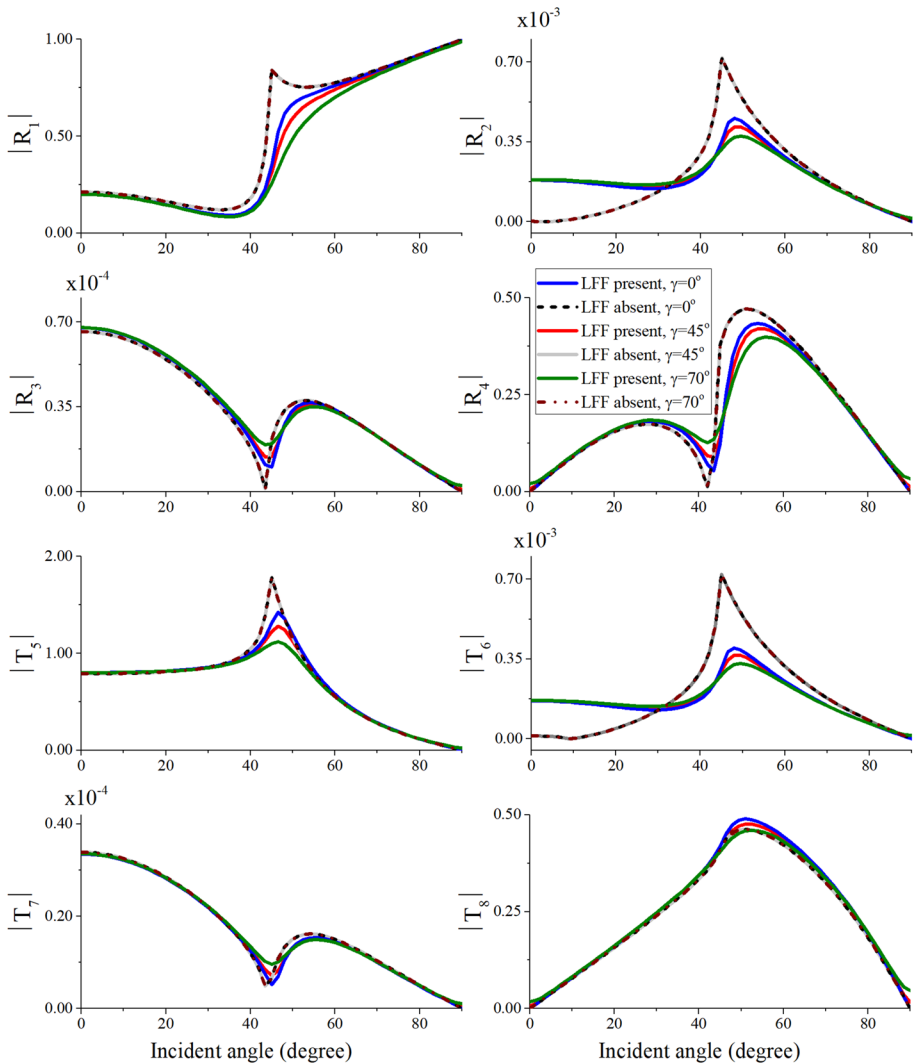 x10⁻³
1.00
0.50
0.00
|R₁|
0 20 40 60 80
0.70
0.35
0.00
|R₂|
0 20 40 60 80
x10⁻⁴
0.70
0.35
0.00
|R₃|
0 20 40 60 80
0.50
0.25
0.00
|R₄|
0 20 40 60 80
LFF present, γ=0°
LFF absent, γ=0°
LFF present, γ=45°
LFF absent, γ=45°
LFF present, γ=70°
LFF absent, γ=70°
2.00
1.00
0.00
|T₅|
0 20 40 60 80
x10⁻³
0.70
0.35
0.00
|T₆|
0 20 40 60 80
x10⁻⁴
0.40
0.20
0.00
|T₇|
0 20 40 60 80
Incident angle (degree)
0.50
0.25
0.00
|T₈|
0 20 40 60 80
Incident angle (degree)